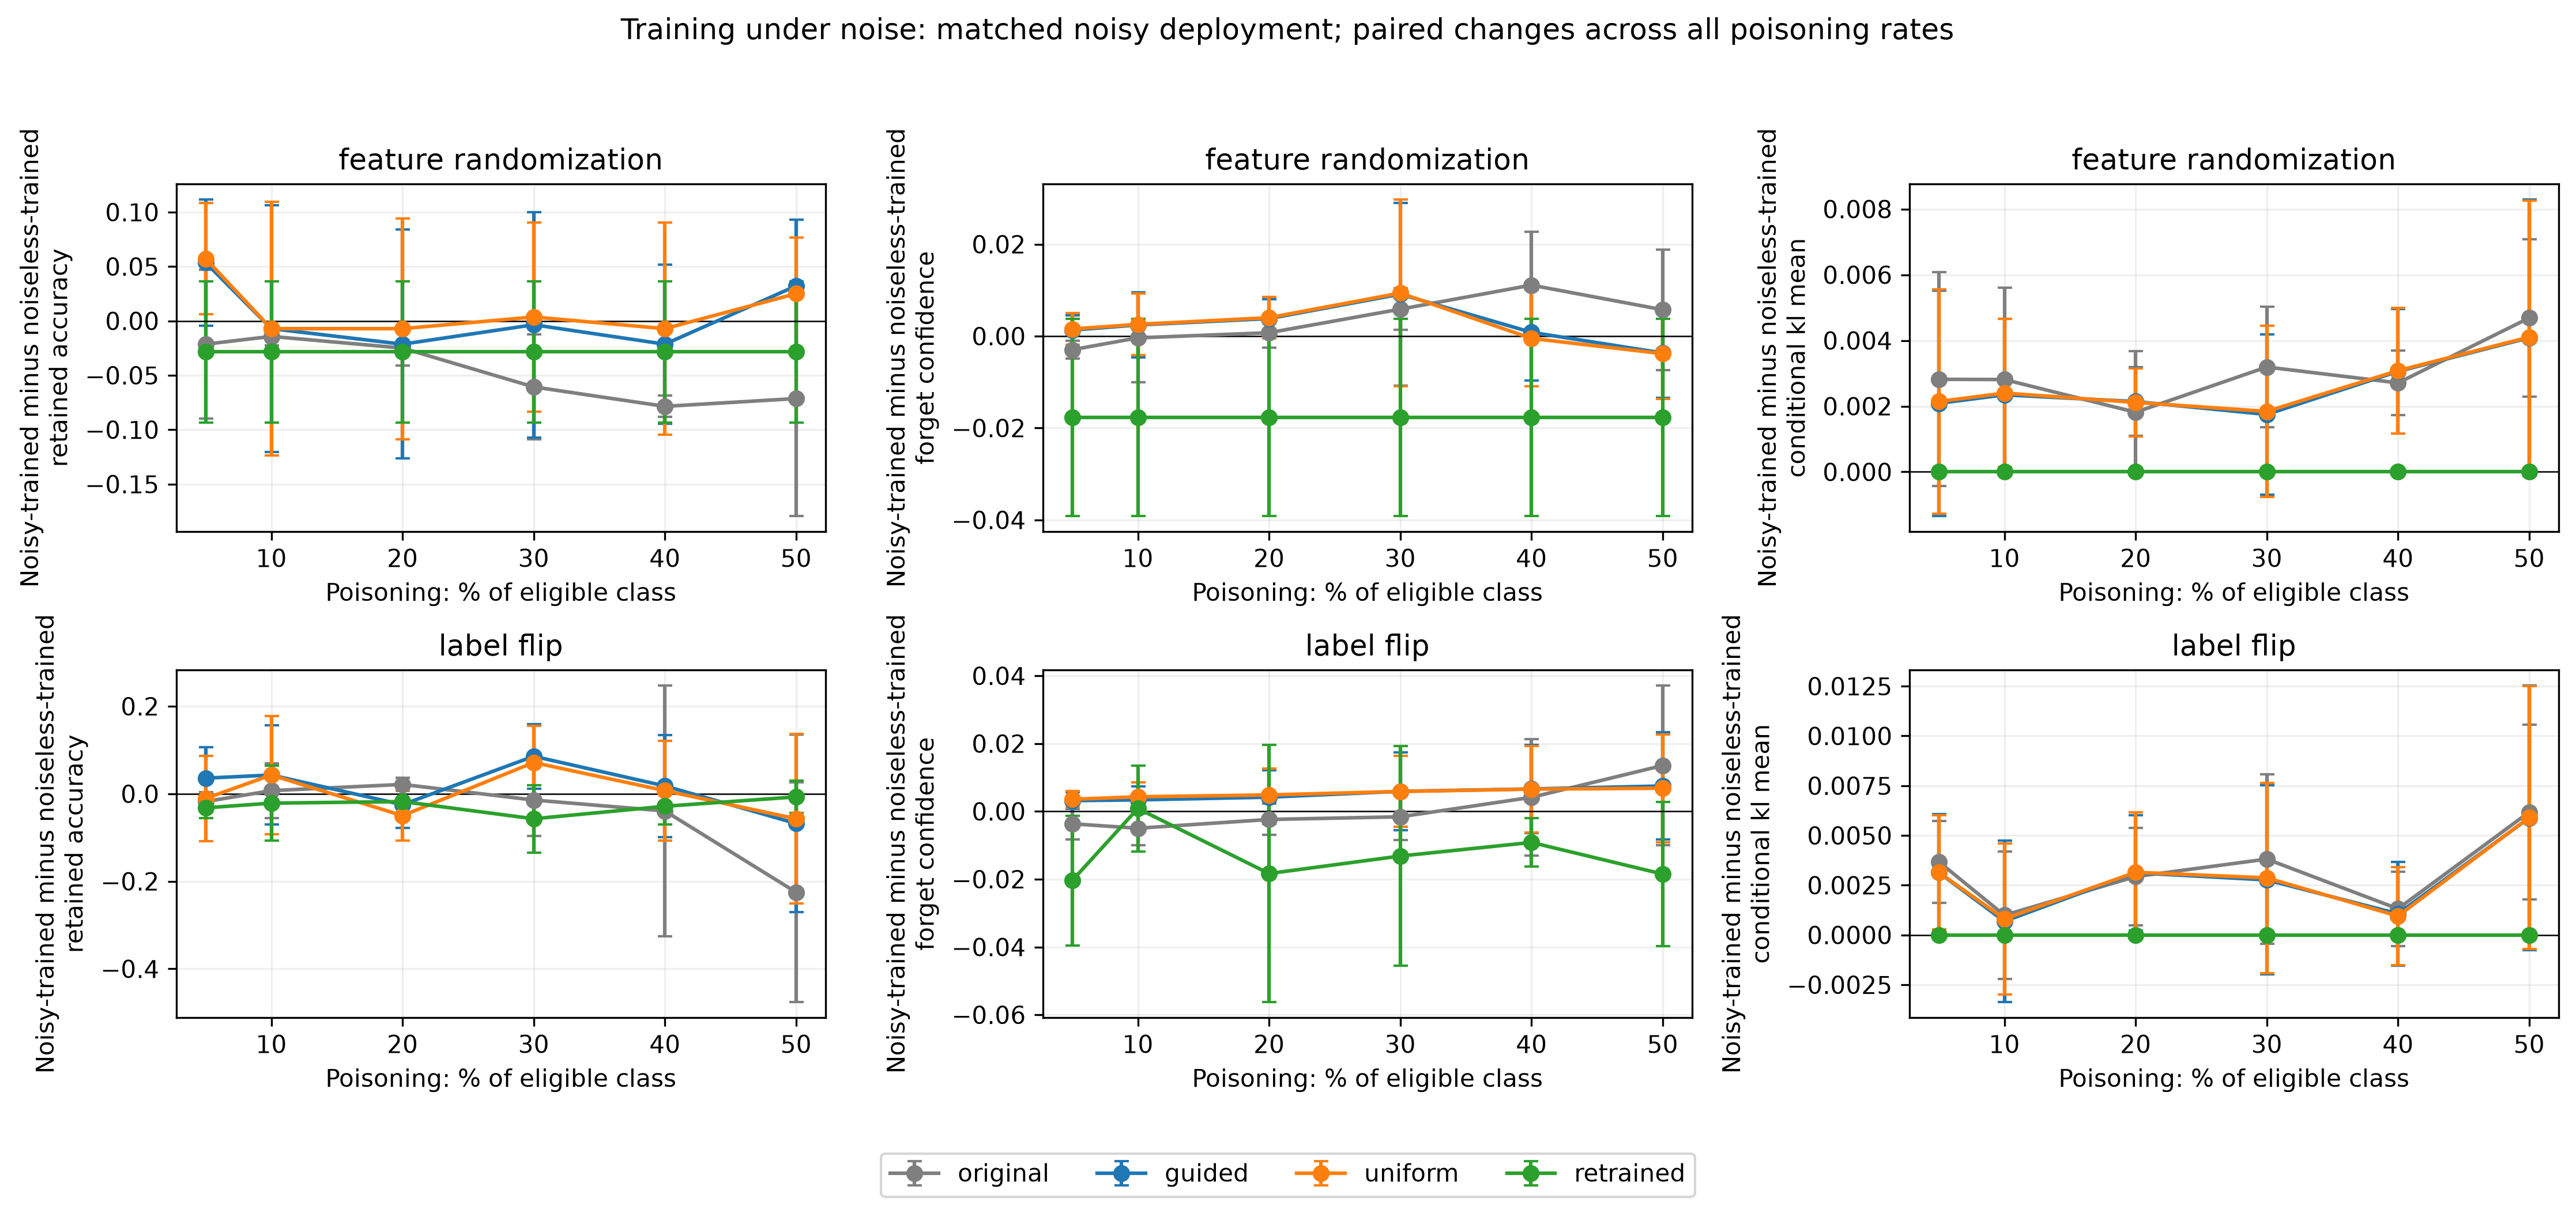 Training under noise: matched noisy deployment; paired changes across all poisoning rates
feature randomization
Noisy-trained minus noiseless-trained
retained accuracy
0.10
0.05
0.00
−0.05
−0.10
−0.15
10 20 30 40 50
Poisoning: % of eligible class
feature randomization
Noisy-trained minus noiseless-trained
forget confidence
0.02
0.00
−0.02
−0.04
10 20 30 40 50
Poisoning: % of eligible class
feature randomization
Noisy-trained minus noiseless-trained
conditional kl mean
0.008
0.006
0.004
0.002
0.000
10 20 30 40 50
Poisoning: % of eligible class
label flip
Noisy-trained minus noiseless-trained
retained accuracy
0.2
0.0
−0.2
−0.4
10 20 30 40 50
Poisoning: % of eligible class
label flip
Noisy-trained minus noiseless-trained
forget confidence
0.04
0.02
0.00
−0.02
−0.04
−0.06
10 20 30 40 50
Poisoning: % of eligible class
label flip
Noisy-trained minus noiseless-trained
conditional kl mean
0.0125
0.0100
0.0075
0.0050
0.0025
0.0000
−0.0025
10 20 30 40 50
Poisoning: % of eligible class
original guided uniform retrained